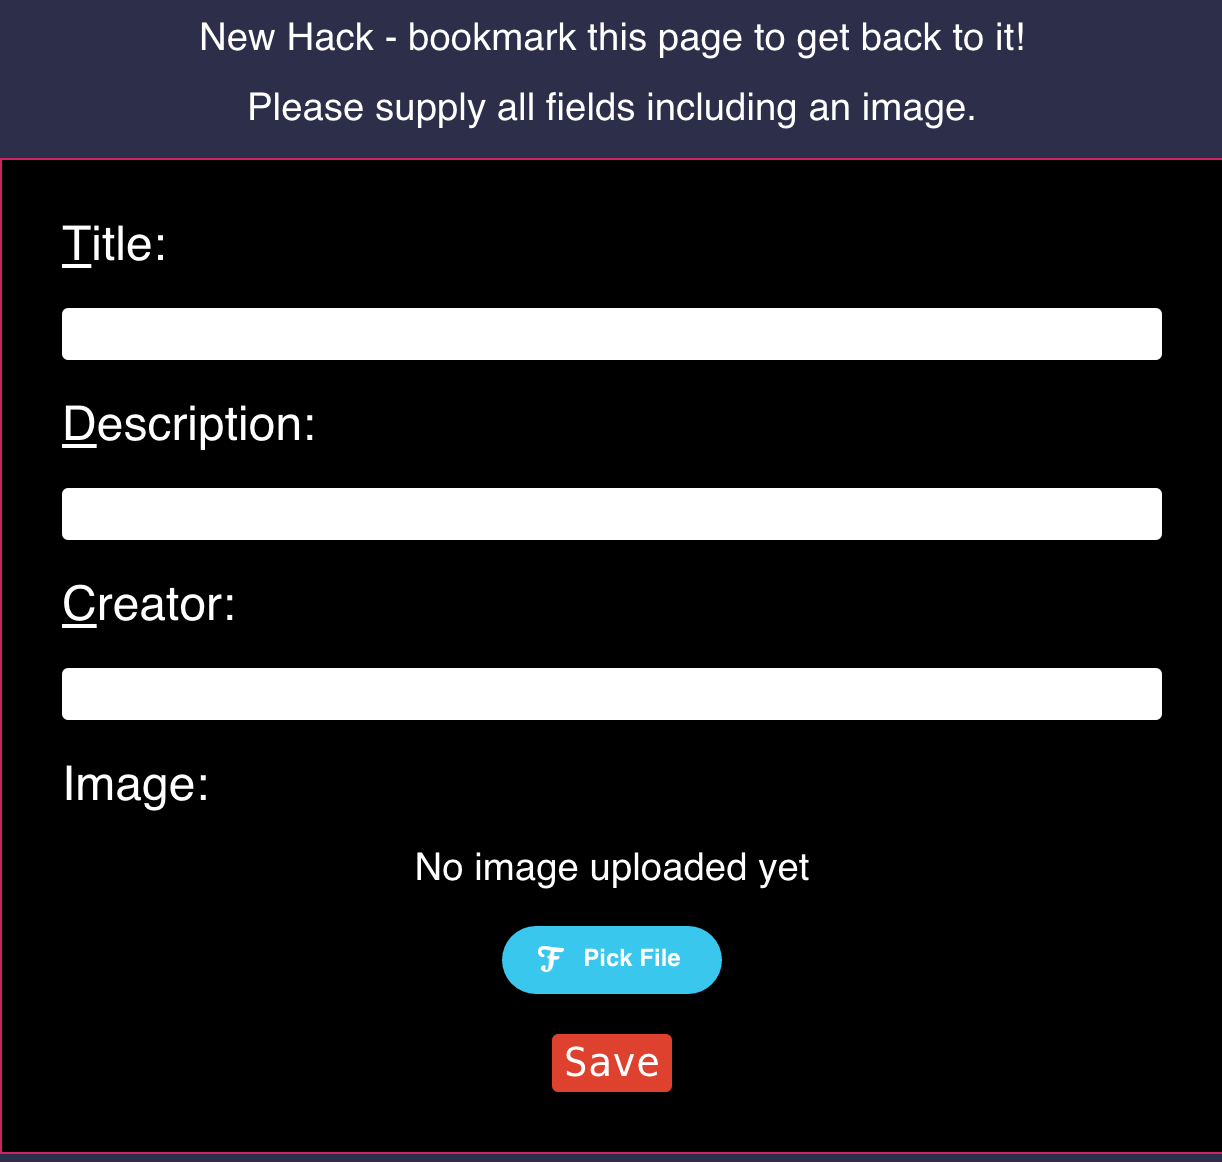 New Hack - bookmark this page to get back to it!
Please supply all fields including an image.
Title:
Description:
Creator:
Image:
No image uploaded yet
Pick File
Save